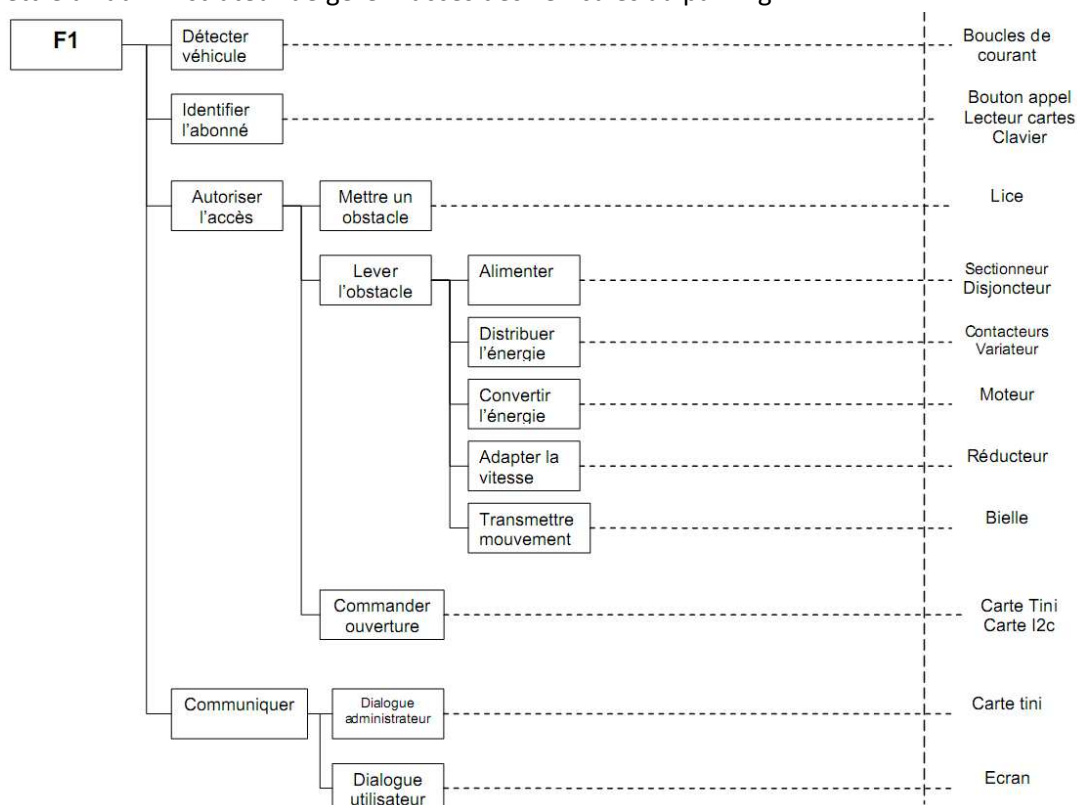 F1
Détecter
véhicule
Boucles de
courant
Identifier
l'abonné
Bouton appel
Lecteur cartes
Clavier
Autoriser
l'accès
Mettre un
obstacle
Lice
Lever
l'obstacle
Alimenter
Sectionneur
Disjoncteur
Distribuer
l'énergie
Contacteurs
Variateur
Convertir
l'énergie
Moteur
Adapter la
vitesse
Réducteur
Transmettre
mouvement
Bielle
Commander
ouverture
Carte Tini
Carte I2c
Communiquer
Dialogue
administrateur
Carte tini
Dialogue
utilisateur
Ecran